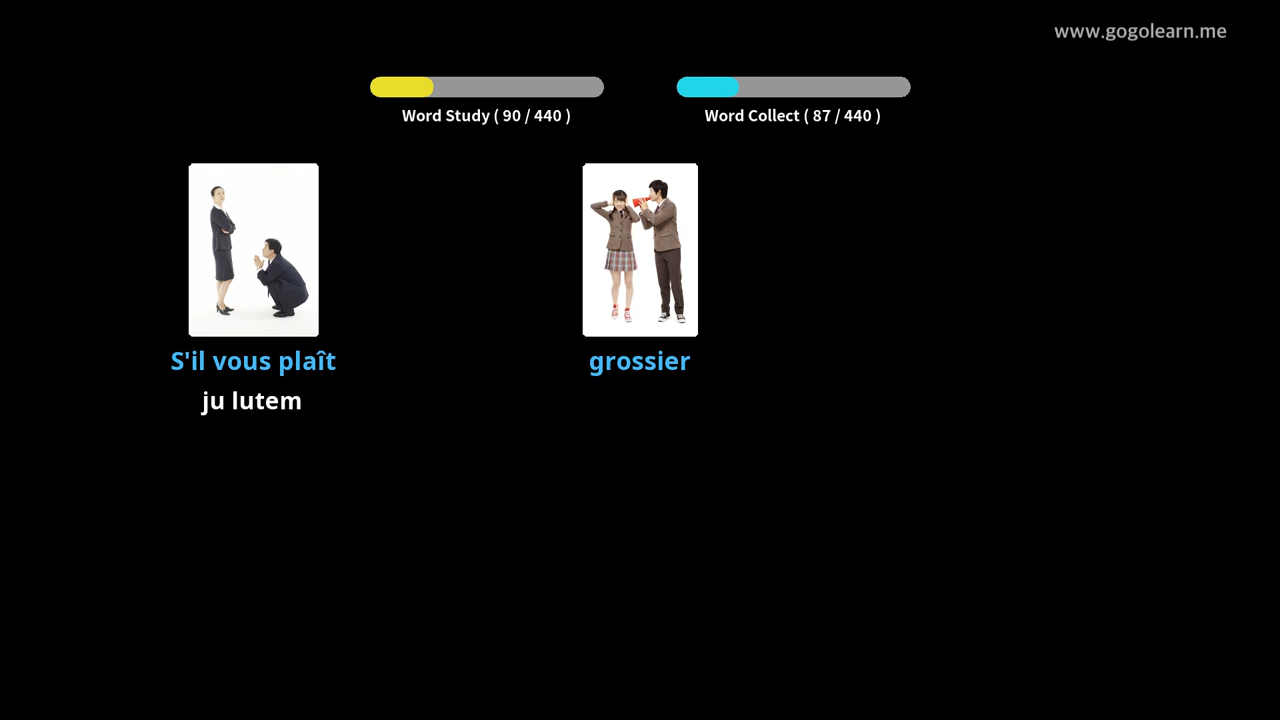 www.gogolearn.me
Word Study ( 90 / 440 )
Word Collect ( 87 / 440 )
S'il vous plaît
ju lutem
grossier